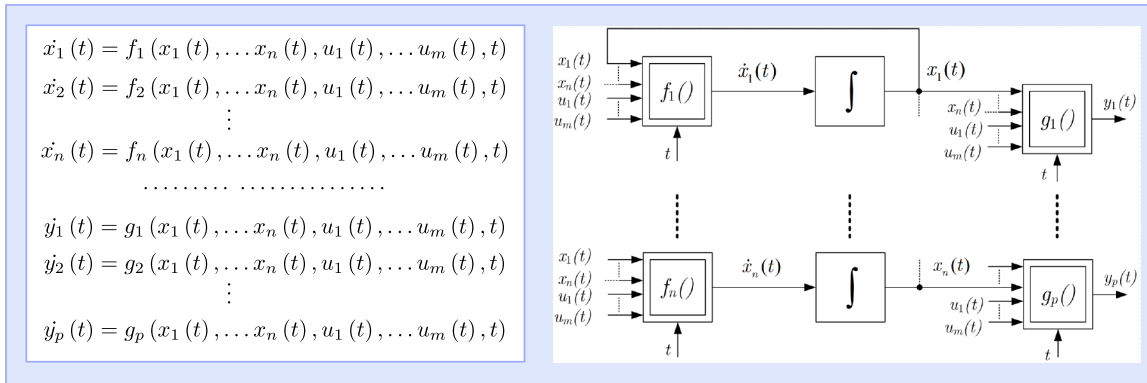 ẋ₁ (t) = f₁ (x₁ (t) , … xₙ (t) , u₁ (t) , … uₘ (t) , t)
ẋ₂ (t) = f₂ (x₁ (t) , … xₙ (t) , u₁ (t) , … uₘ (t) , t)
⋮
ẋₙ (t) = fₙ (x₁ (t) , … xₙ (t) , u₁ (t) , … uₘ (t) , t)
......... ...............
ẏ₁ (t) = g₁ (x₁ (t) , … xₙ (t) , u₁ (t) , … uₘ (t) , t)
ẏ₂ (t) = g₂ (x₁ (t) , … xₙ (t) , u₁ (t) , … uₘ (t) , t)
⋮
ẏₚ (t) = gₚ (x₁ (t) , … xₙ (t) , u₁ (t) , … uₘ (t) , t)
x₁(t)
xₙ(t)
u₁(t)
uₘ(t)
t
f₁()
ẋ₁(t)
∫
x₁(t)
xₙ(t)
u₁(t)
uₘ(t)
t
g₁()
y₁(t)
x₁(t)
xₙ(t)
u₁(t)
uₘ(t)
t
fₙ()
ẋₙ(t)
∫
xₙ(t)
u₁(t)
uₘ(t)
t
gₚ()
yₚ(t)